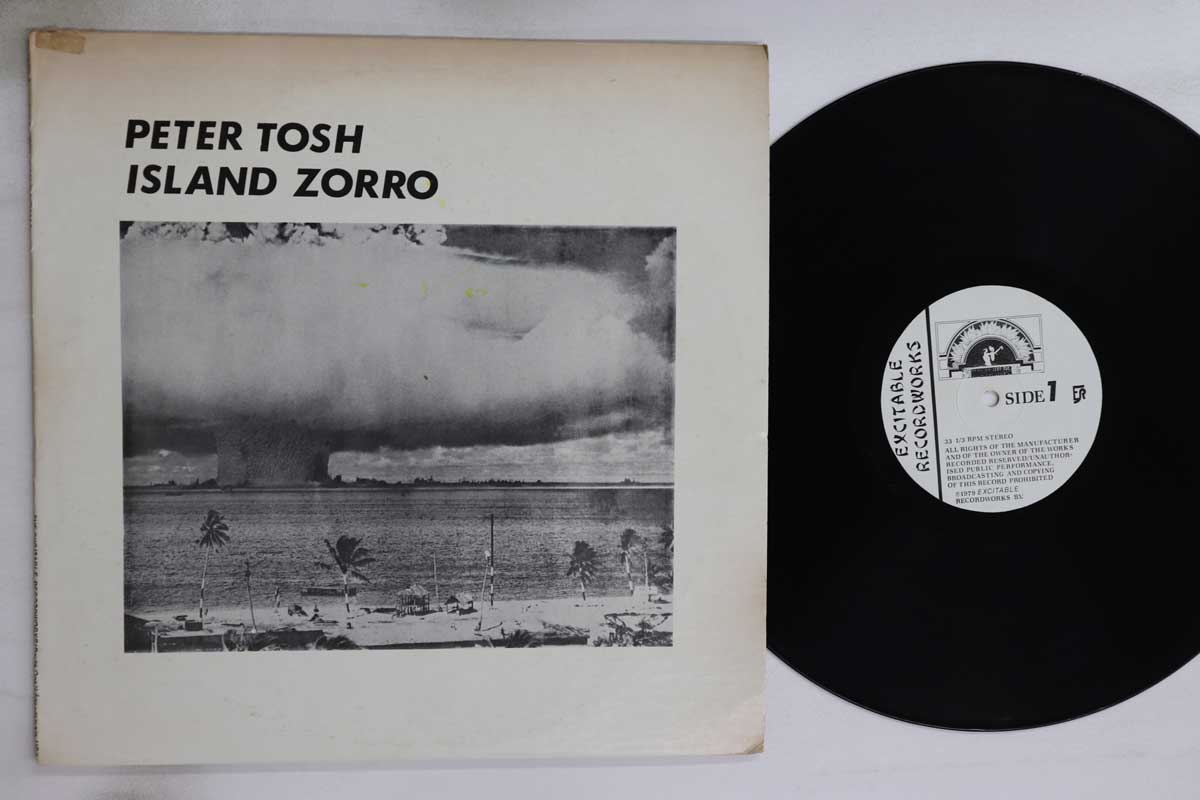 PETER TOSH
ISLAND ZORRO
EXCITABLE
RECORDWORKS
SIDE 1
33 1/3 RPM STEREO
ALL RIGHTS OF THE MANUFACTURER
AND OF THE OWNER OF THE WORKS
RECORDED RESERVED/UNAUTHOR-
ISED PUBLIC PERFORMANCE,
BROADCASTING AND COPYING
OF THIS RECORD PROHIBITED
℗1979 EXCITABLE
RECORDWORKS BV.